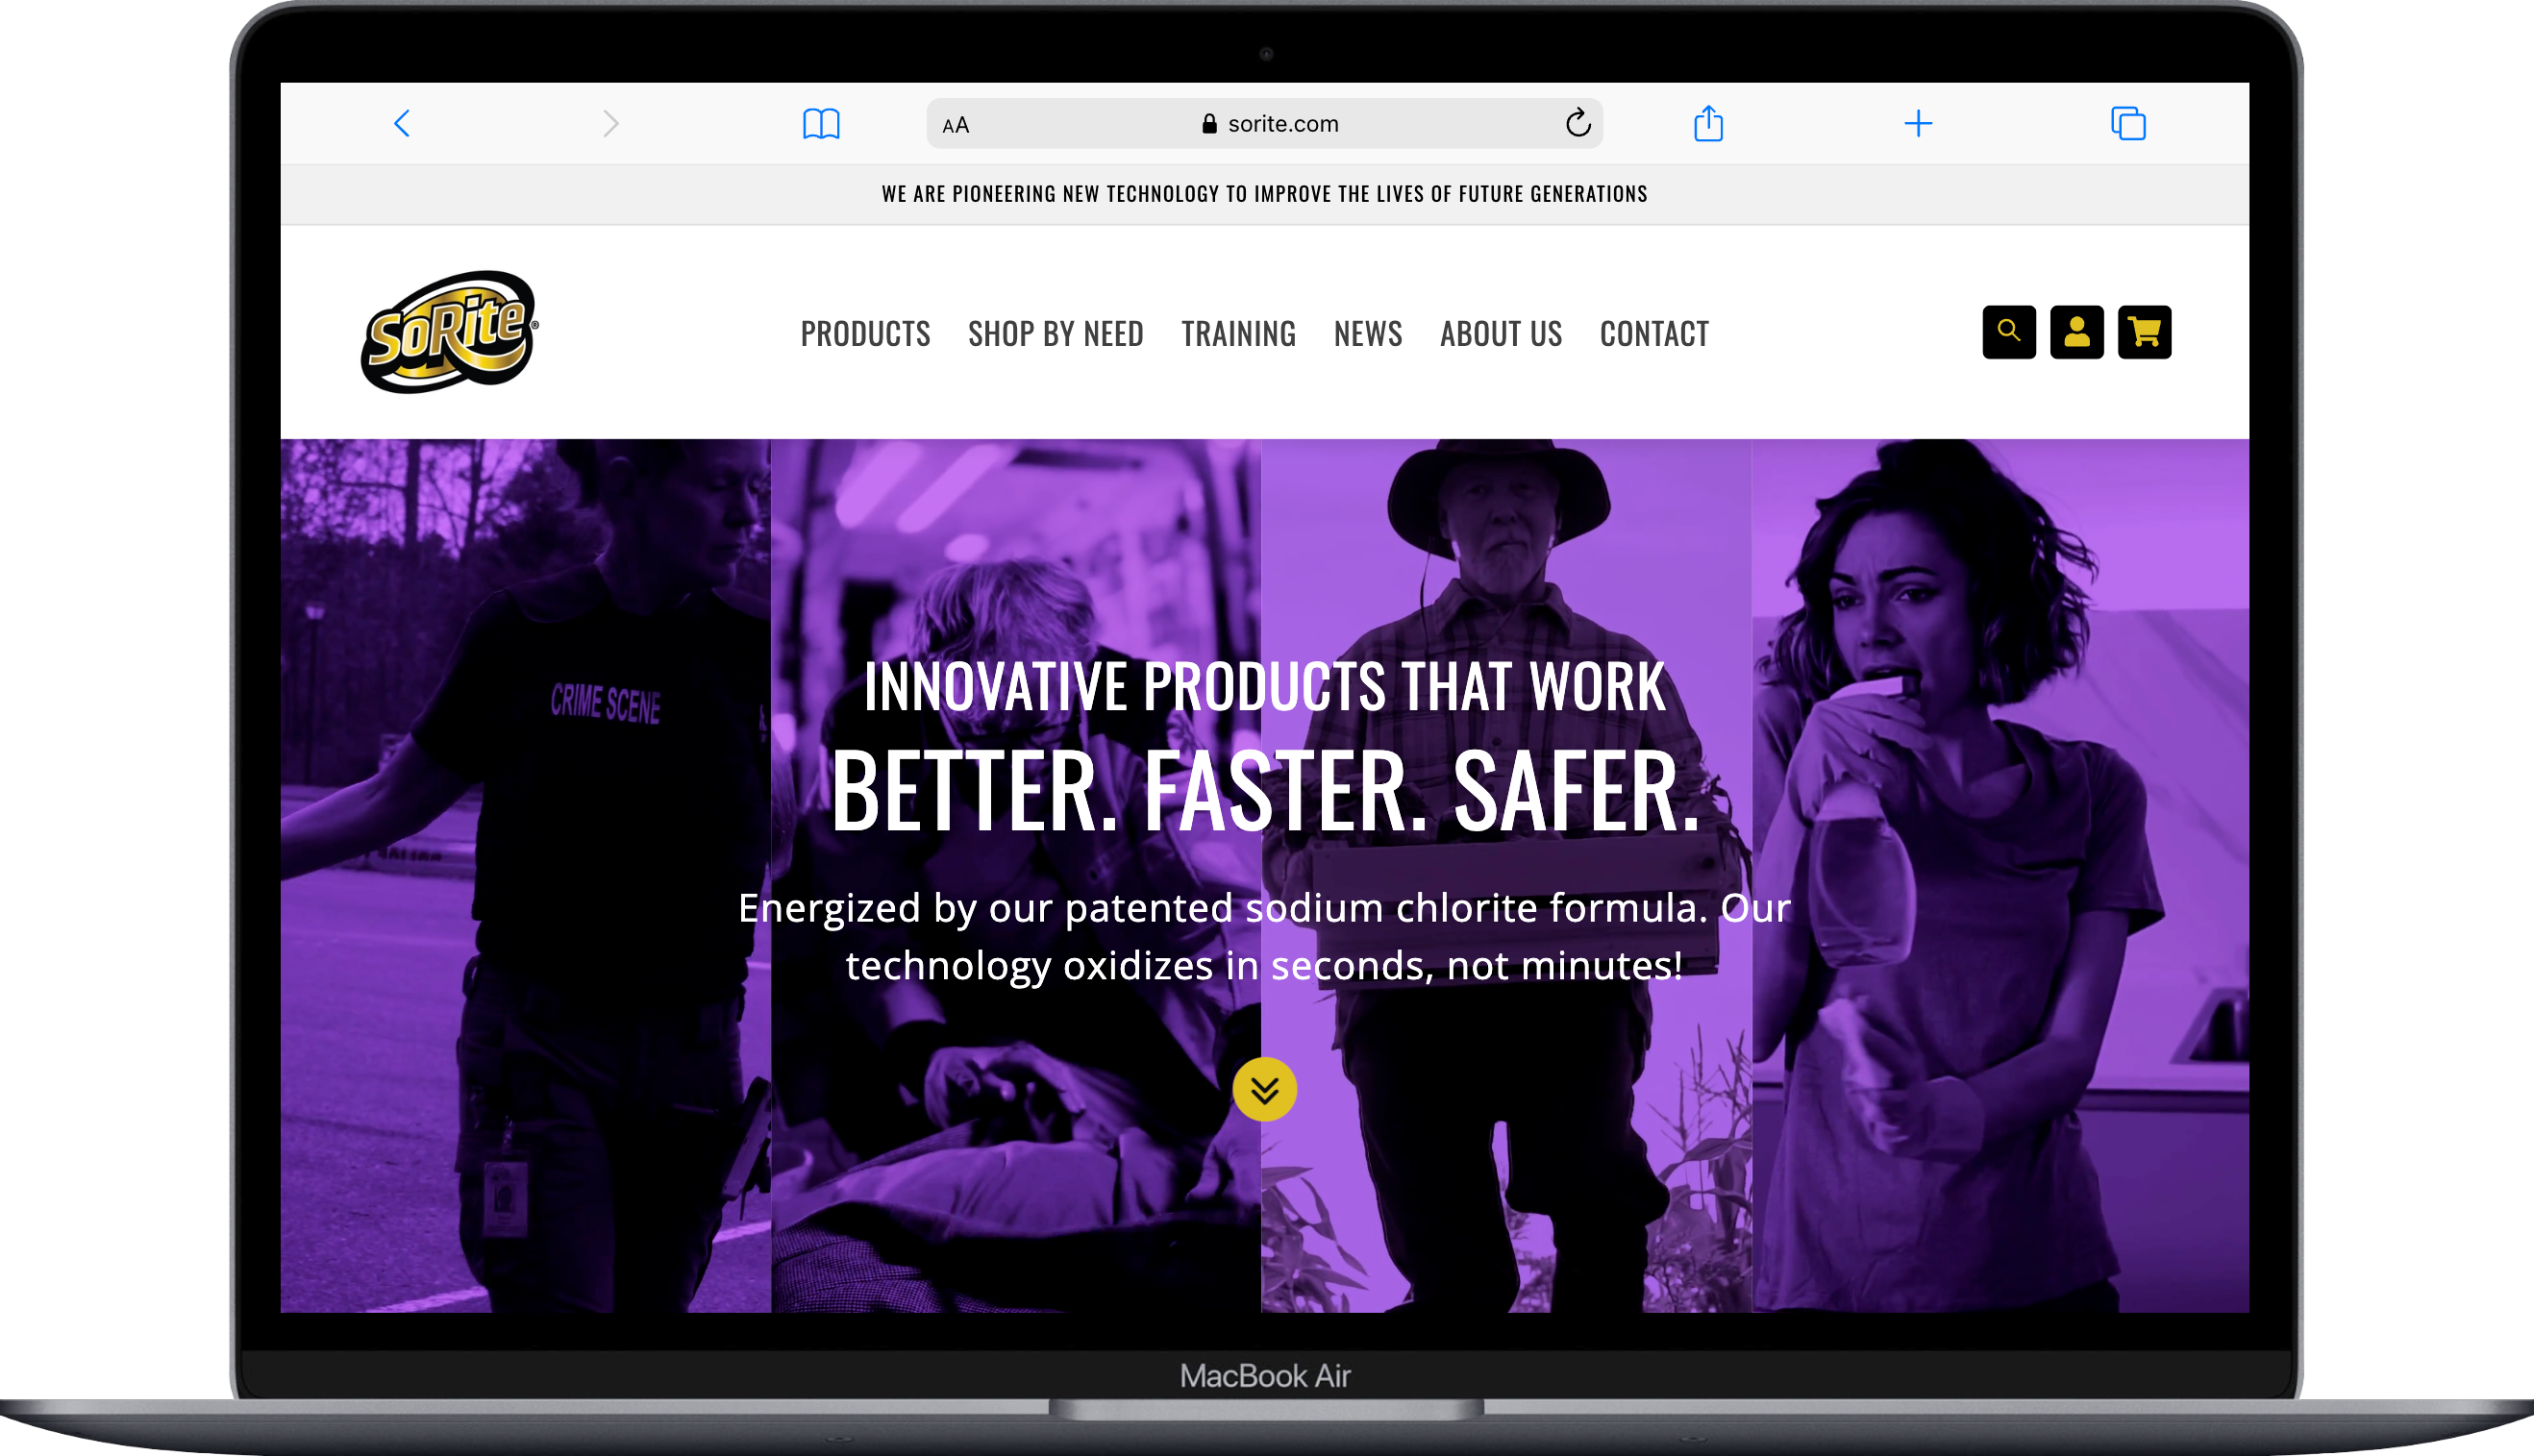 AA
sorite.com
WE ARE PIONEERING NEW TECHNOLOGY TO IMPROVE THE LIVES OF FUTURE GENERATIONS
SoRite®
PRODUCTS SHOP BY NEED TRAINING NEWS ABOUT US CONTACT
CRIME SCENE
INNOVATIVE PRODUCTS THAT WORK
BETTER. FASTER. SAFER.
Energized by our patented sodium chlorite formula. Our
technology oxidizes in seconds, not minutes!
MacBook Air